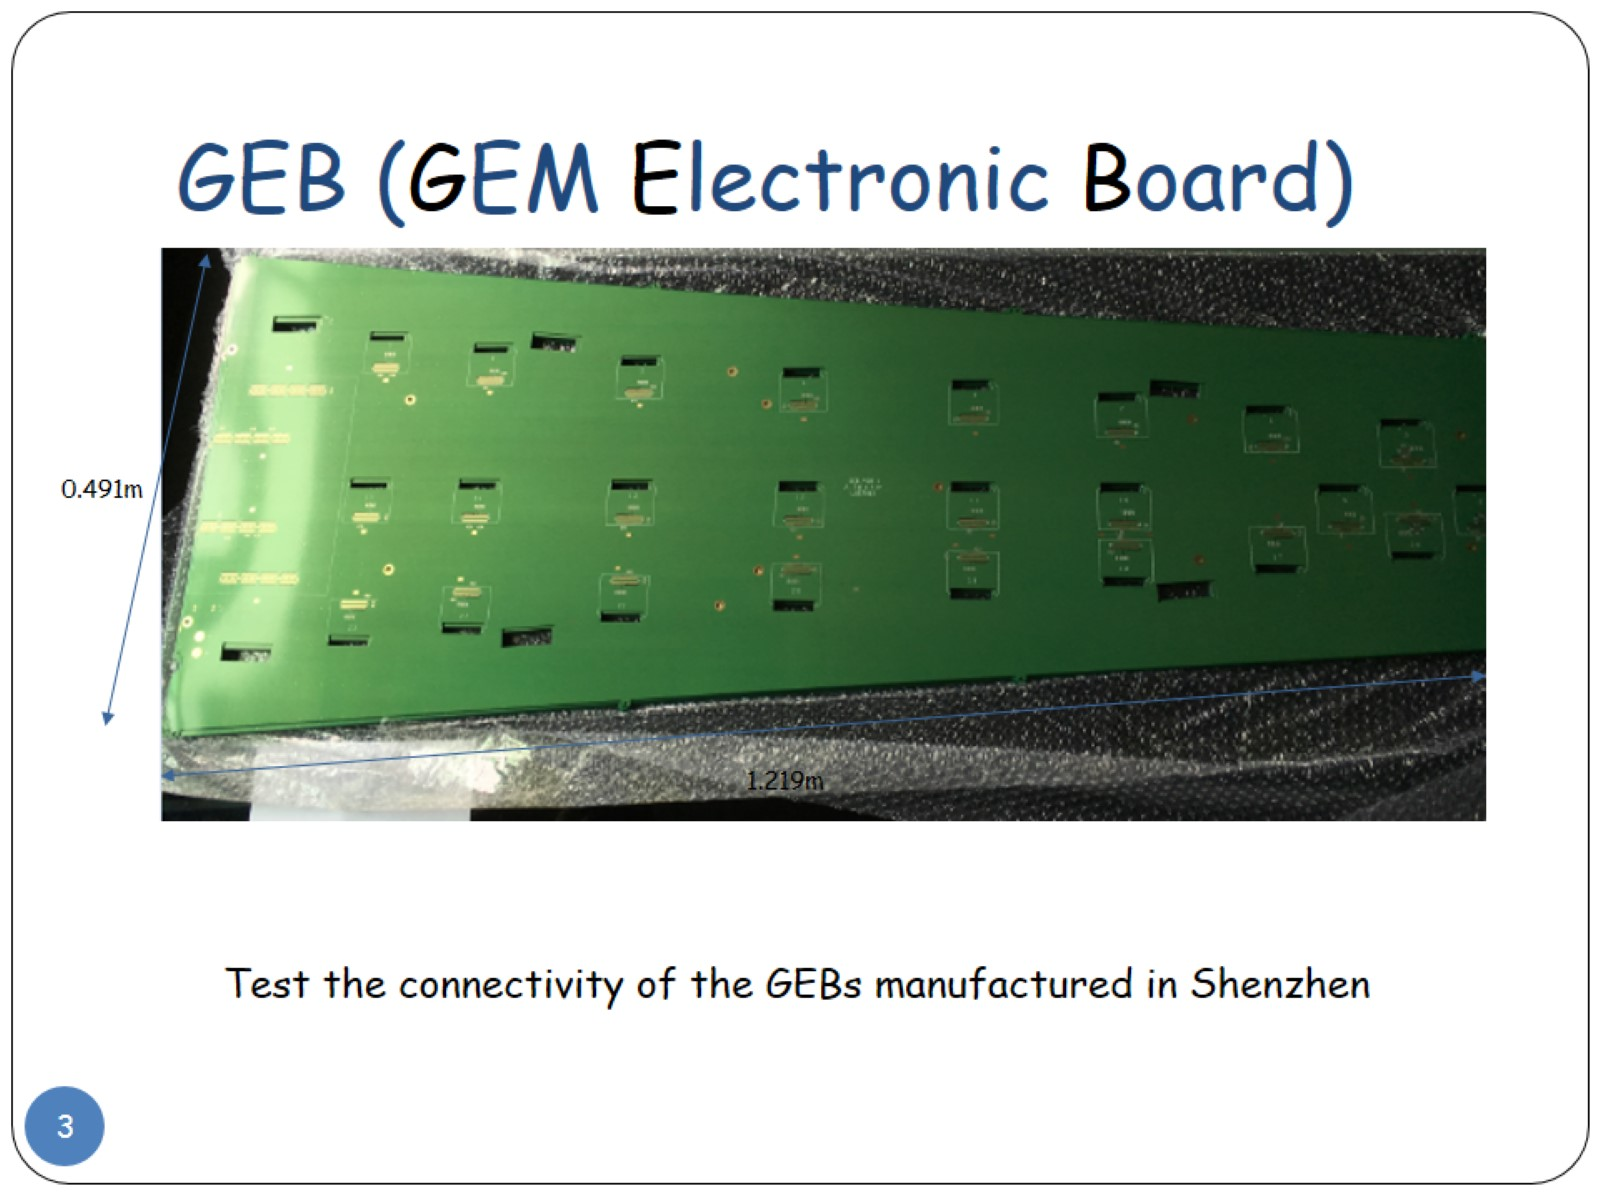 GEB (GEM Electronic Board)
0.491m
1.219m
Test the connectivity of the GEBs manufactured in Shenzhen
3